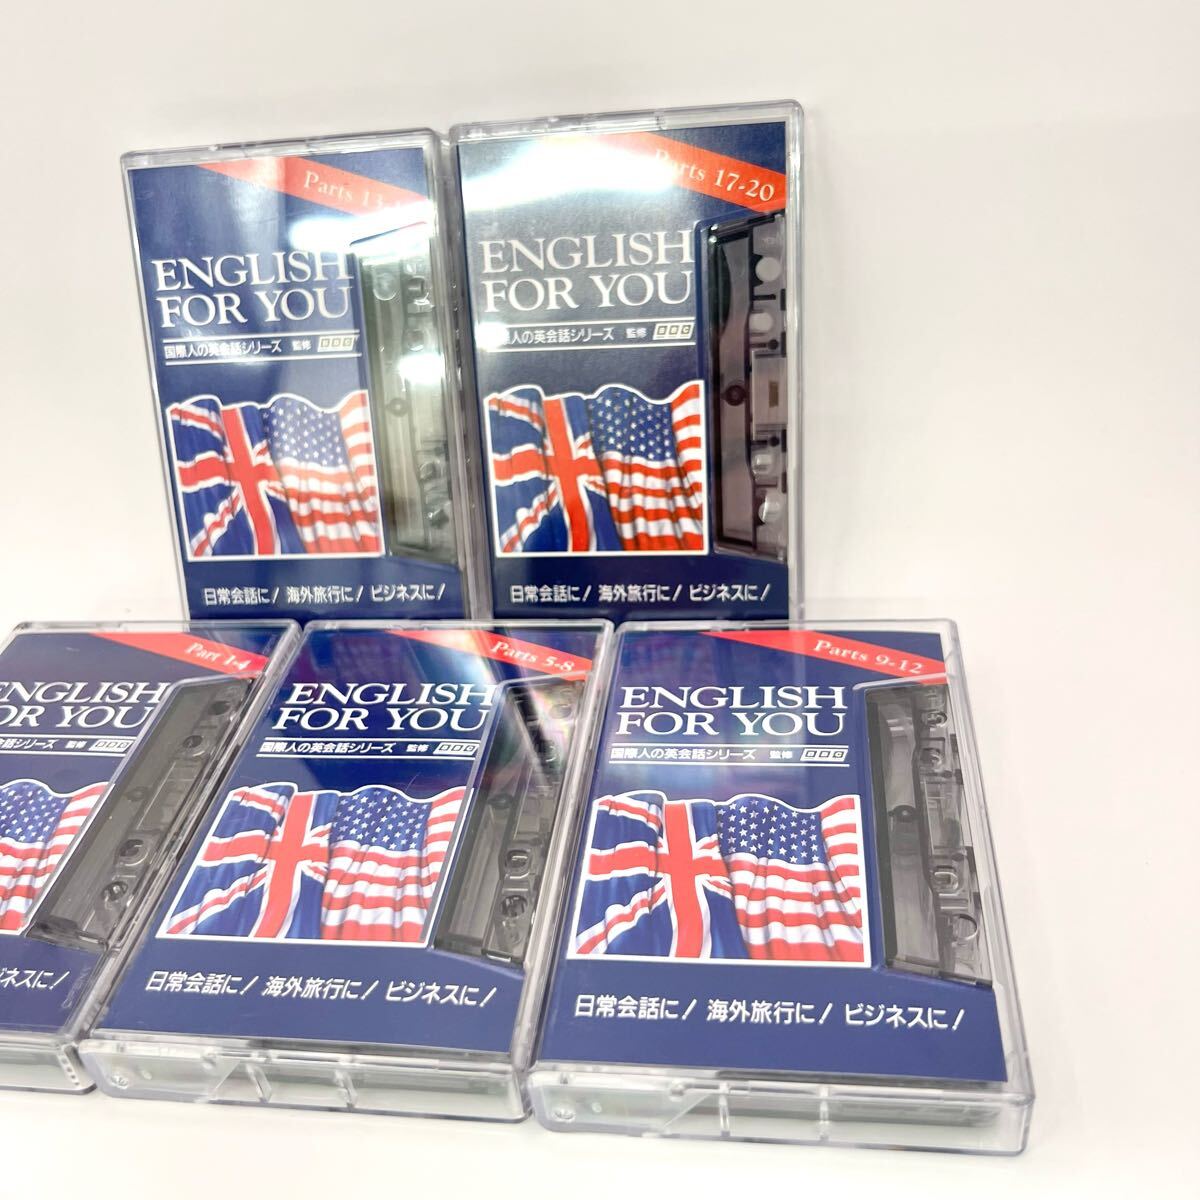 Parts
ENGLISH
FOR YOU
国際人の英会話シリーズ 監修 BBC
日常会話に! 海外旅行に! ビジネスに!
Parts 17-20
ENGLISH
FOR YOU
人の英会話シリーズ 監修 BBC
日常会話に! 海外旅行に! ビジネスに!
Part 1-4
ENGLISH
FOR YOU
会話シリーズ 監修 BBC
ジネスに!
Parts 5-8
ENGLISH
FOR YOU
国際人の英会話シリーズ 監修 BBC
日常会話に! 海外旅行に! ビジネスに!
Parts 9-12
ENGLISH
FOR YOU
国際人の英会話シリーズ 監修 BBC
日常会話に! 海外旅行に! ビジネスに!